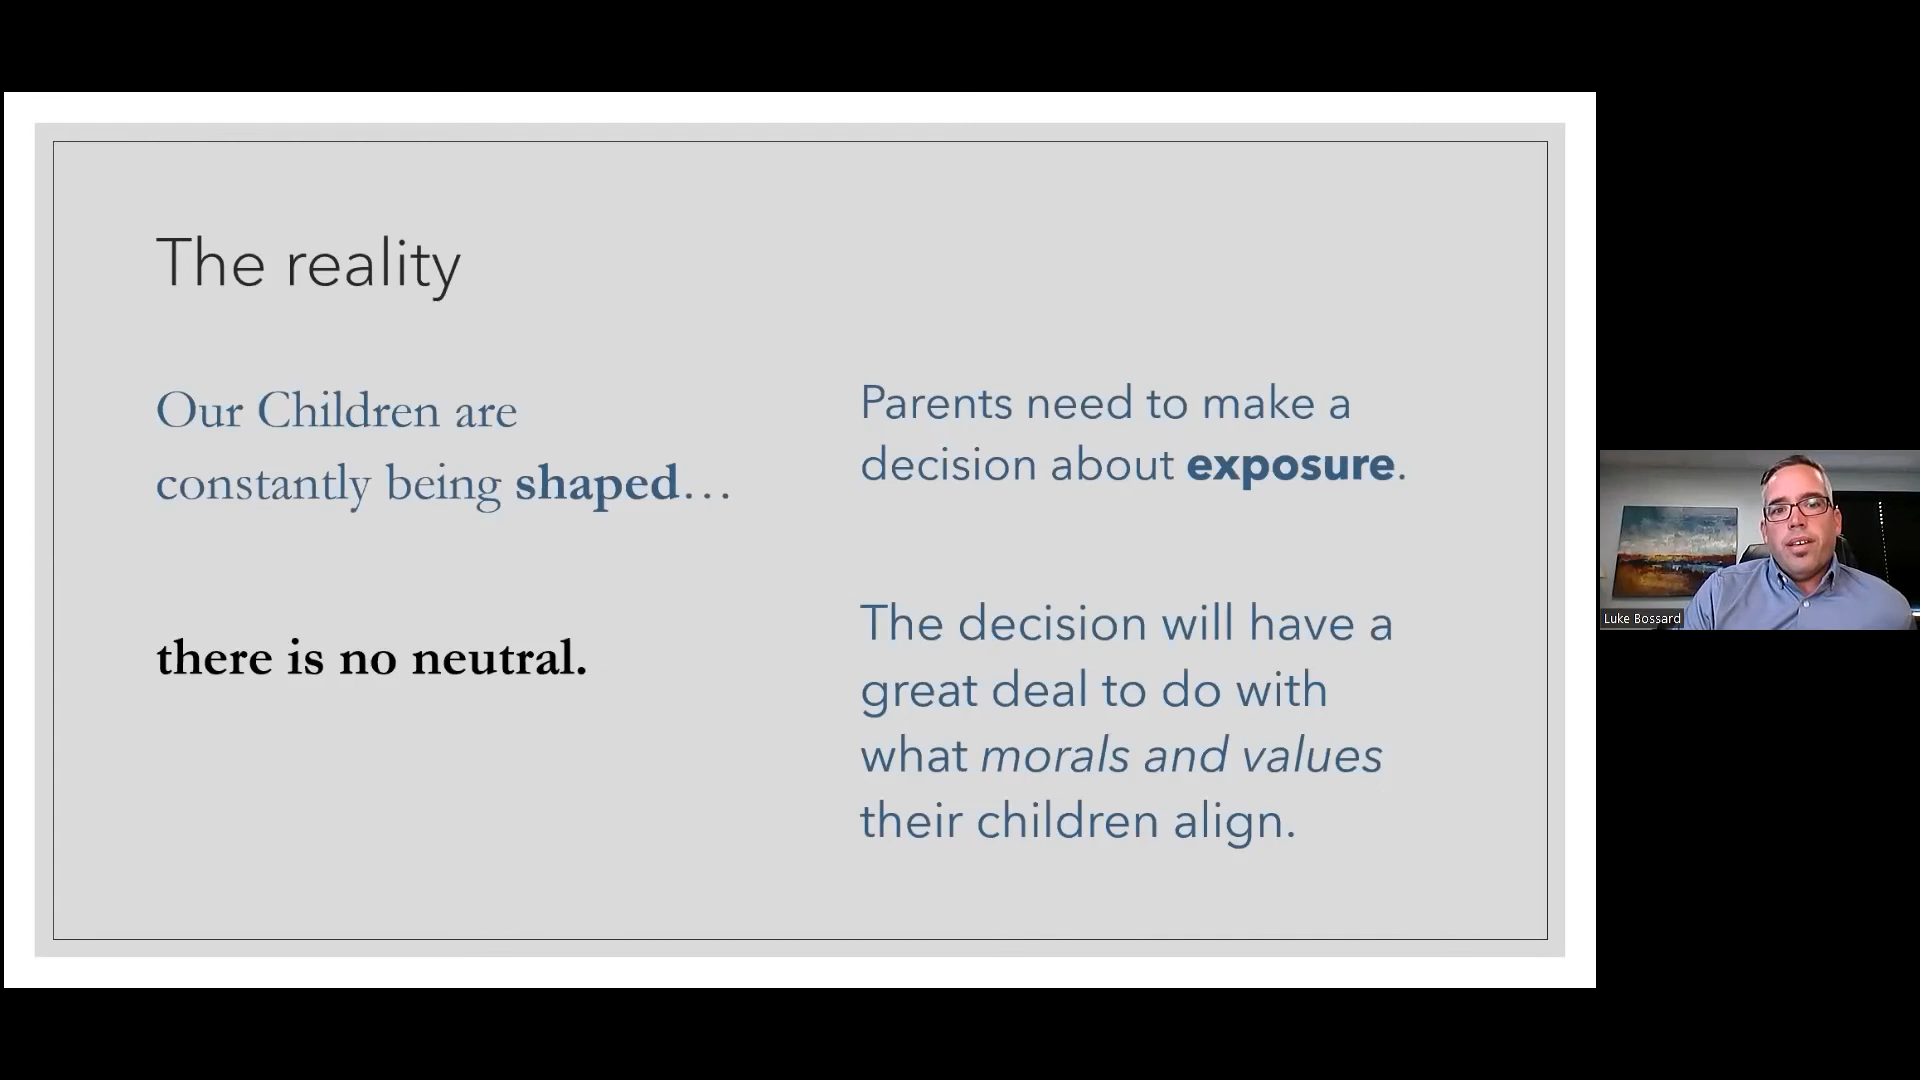 The reality
Our Children are
constantly being shaped…
there is no neutral.
Parents need to make a
decision about exposure.
The decision will have a
great deal to do with
what morals and values
their children align.
Luke Bossard